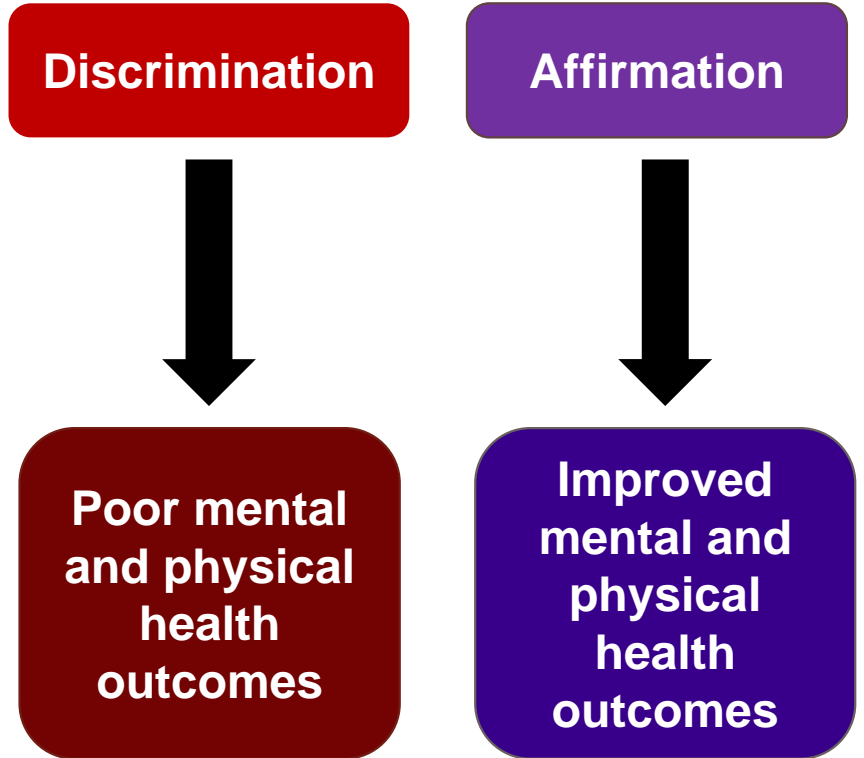 Discrimination
Affirmation
Poor mental
and physical
health
outcomes
Improved
mental and
physical
health
outcomes